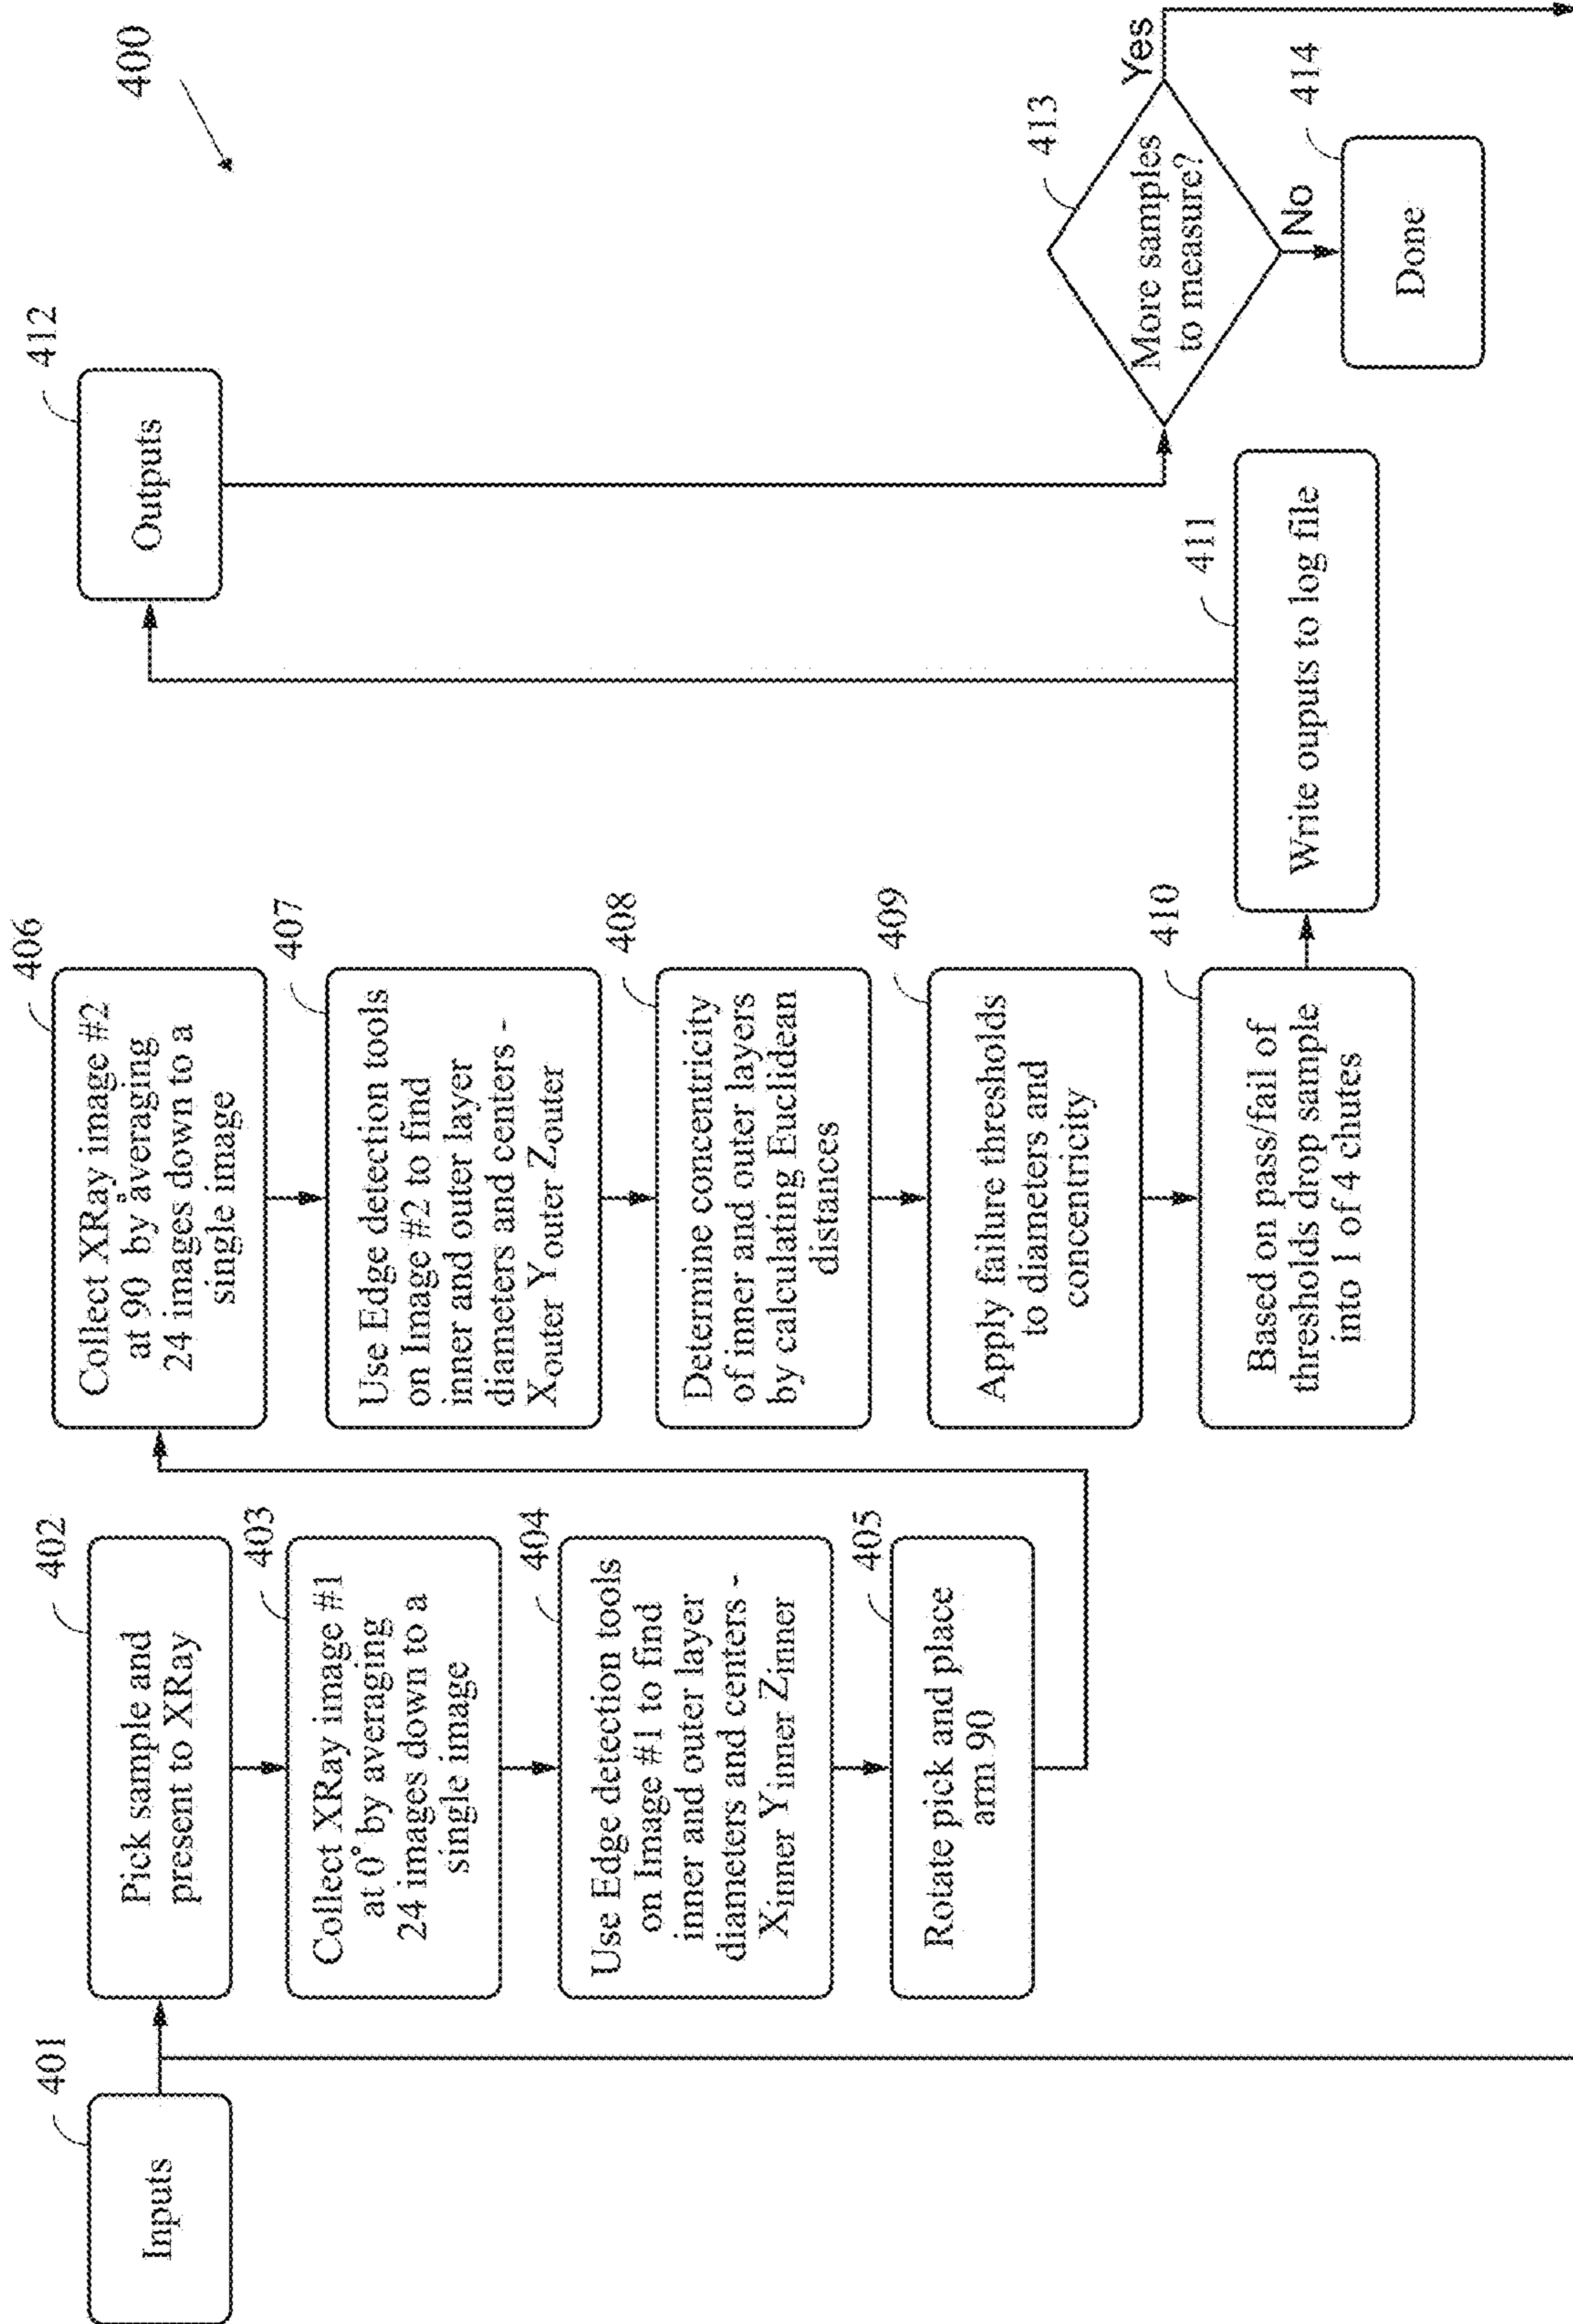 400
401
Inputs
402
Pick sample and
present to XRay
403
Collect XRay image #1
at 0° by averaging
24 images down to a
single image
404
Use Edge detection tools
on Image #1 to find
inner and outer layer
diameters and centers -
Xinner Yinner Zinner
405
Rotate pick and place
arm 90
406
Collect XRay image #2
at 90° by averaging
24 images down to a
single image
407
Use Edge detection tools
on Image #2 to find
inner and outer layer
diameters and centers -
Xouter Youter Zouter
408
Determine concentricity
of inner and outer layers
by calculating Euclidean
distances
409
Apply failure thresholds
to diameters and
concentricity
410
Based on pass/fail of
thresholds drop sample
into 1 of 4 chutes
411
Write ouputs to log file
412
Outputs
413
More samples
to measure?
Yes
No
414
Done